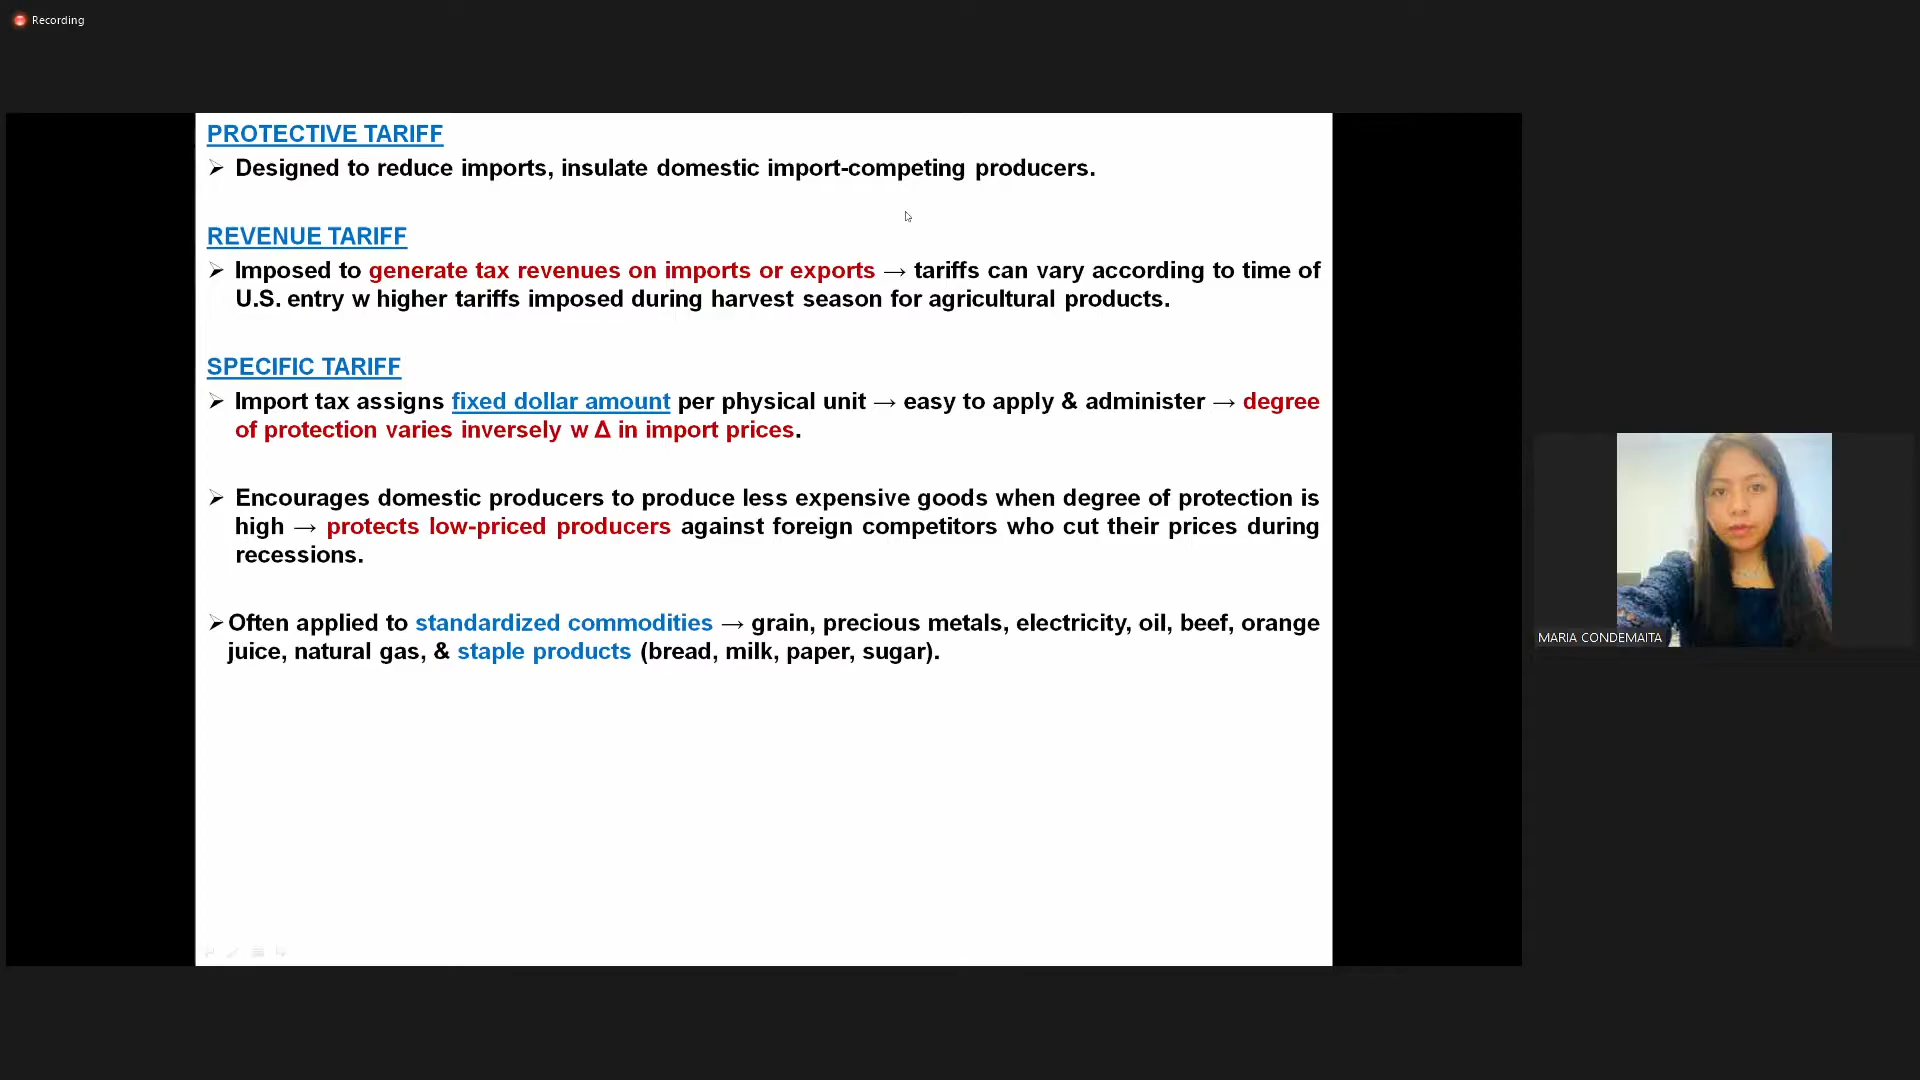 Recording
PROTECTIVE TARIFF
➢ Designed to reduce imports, insulate domestic import-competing producers.
REVENUE TARIFF
➢ Imposed to generate tax revenues on imports or exports → tariffs can vary according to time of
U.S. entry w higher tariffs imposed during harvest season for agricultural products.
SPECIFIC TARIFF
➢ Import tax assigns fixed dollar amount per physical unit → easy to apply & administer → degree
of protection varies inversely w Δ in import prices.
➢ Encourages domestic producers to produce less expensive goods when degree of protection is
high → protects low-priced producers against foreign competitors who cut their prices during
recessions.
➢ Often applied to standardized commodities → grain, precious metals, electricity, oil, beef, orange
juice, natural gas, & staple products (bread, milk, paper, sugar).
MARIA CONDEMAITA